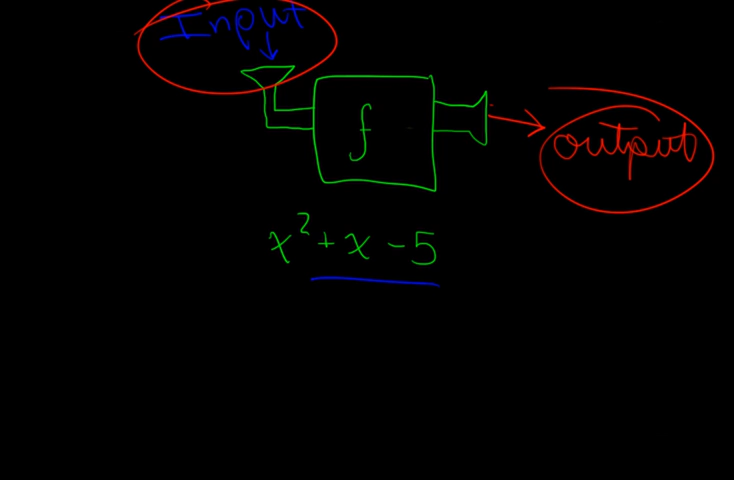 Input
f
output
x² + x - 5